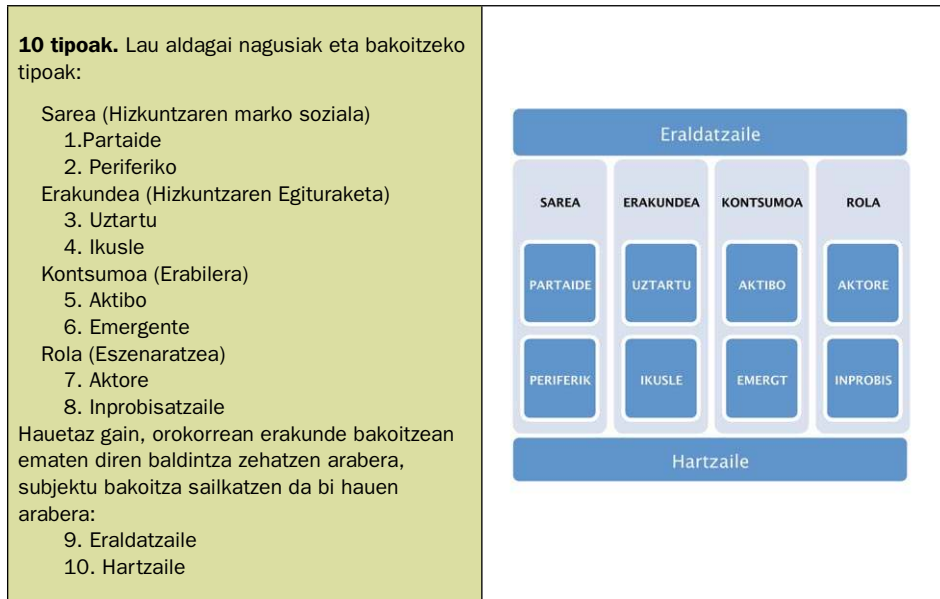 10 tipoak. Lau aldagai nagusiak eta bakoitzeko
tipoak:
Sarea (Hizkuntzaren marko soziala)
1.Partaide
2. Periferiko
Erakundea (Hizkuntzaren Egituraketa)
3. Uztartu
4. Ikusle
Kontsumoa (Erabilera)
5. Aktibo
6. Emergente
Rola (Eszenaratzea)
7. Aktore
8. Inprobisatzaile
Hauetaz gain, orokorrean erakunde bakoitzean
ematen diren baldintza zehatzen arabera,
subjektu bakoitza sailkatzen da bi hauen
arabera:
9. Eraldatzaile
10. Hartzaile
Eraldatzaile
SAREA ERAKUNDEA KONTSUMOA ROLA
PARTAIDE UZTARTU AKTIBO AKTORE
PERIFERIK IKUSLE EMERGT INPROBIS
Hartzaile